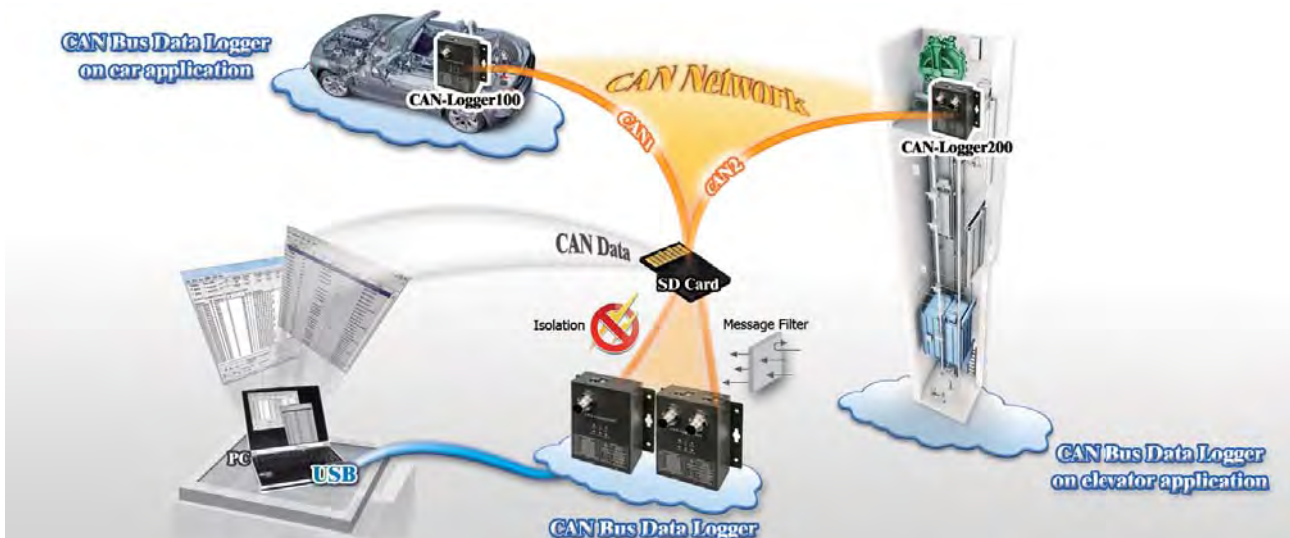 CAN Bus Data Logger
on car application
CAN-Logger100
CAN Network
CAN1
CAN2
CAN-Logger200
CAN Data
SD Card
Isolation
Message Filter
PC
USB
CAN Bus Data Logger
on elevator application
CAN Bus Data Logger